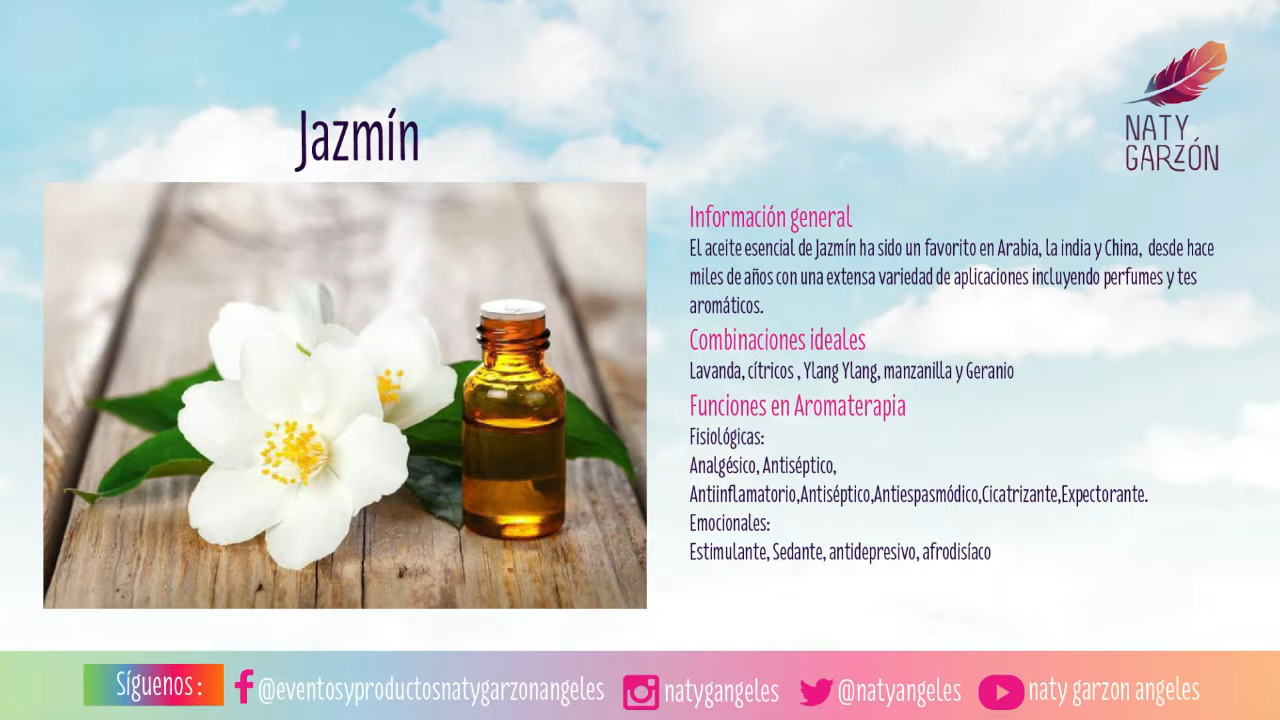 Jazmín
NATY
GARZÓN
Información general
El aceite esencial de Jazmín ha sido un favorito en Arabia, la india y China, desde hace
miles de años con una extensa variedad de aplicaciones incluyendo perfumes y tes
aromáticos.
Combinaciones ideales
Lavanda, cítricos , Ylang Ylang, manzanilla y Geranio
Funciones en Aromaterapia
Fisiológicas:
Analgésico, Antiséptico,
Antiinflamatorio,Antiséptico,Antiespasmódico,Cicatrizante,Expectorante.
Emocionales:
Estimulante, Sedante, antidepresivo, afrodisíaco
Síguenos : @eventosyproductosnatygarzonangeles natygangeles @natyangeles naty garzon angeles